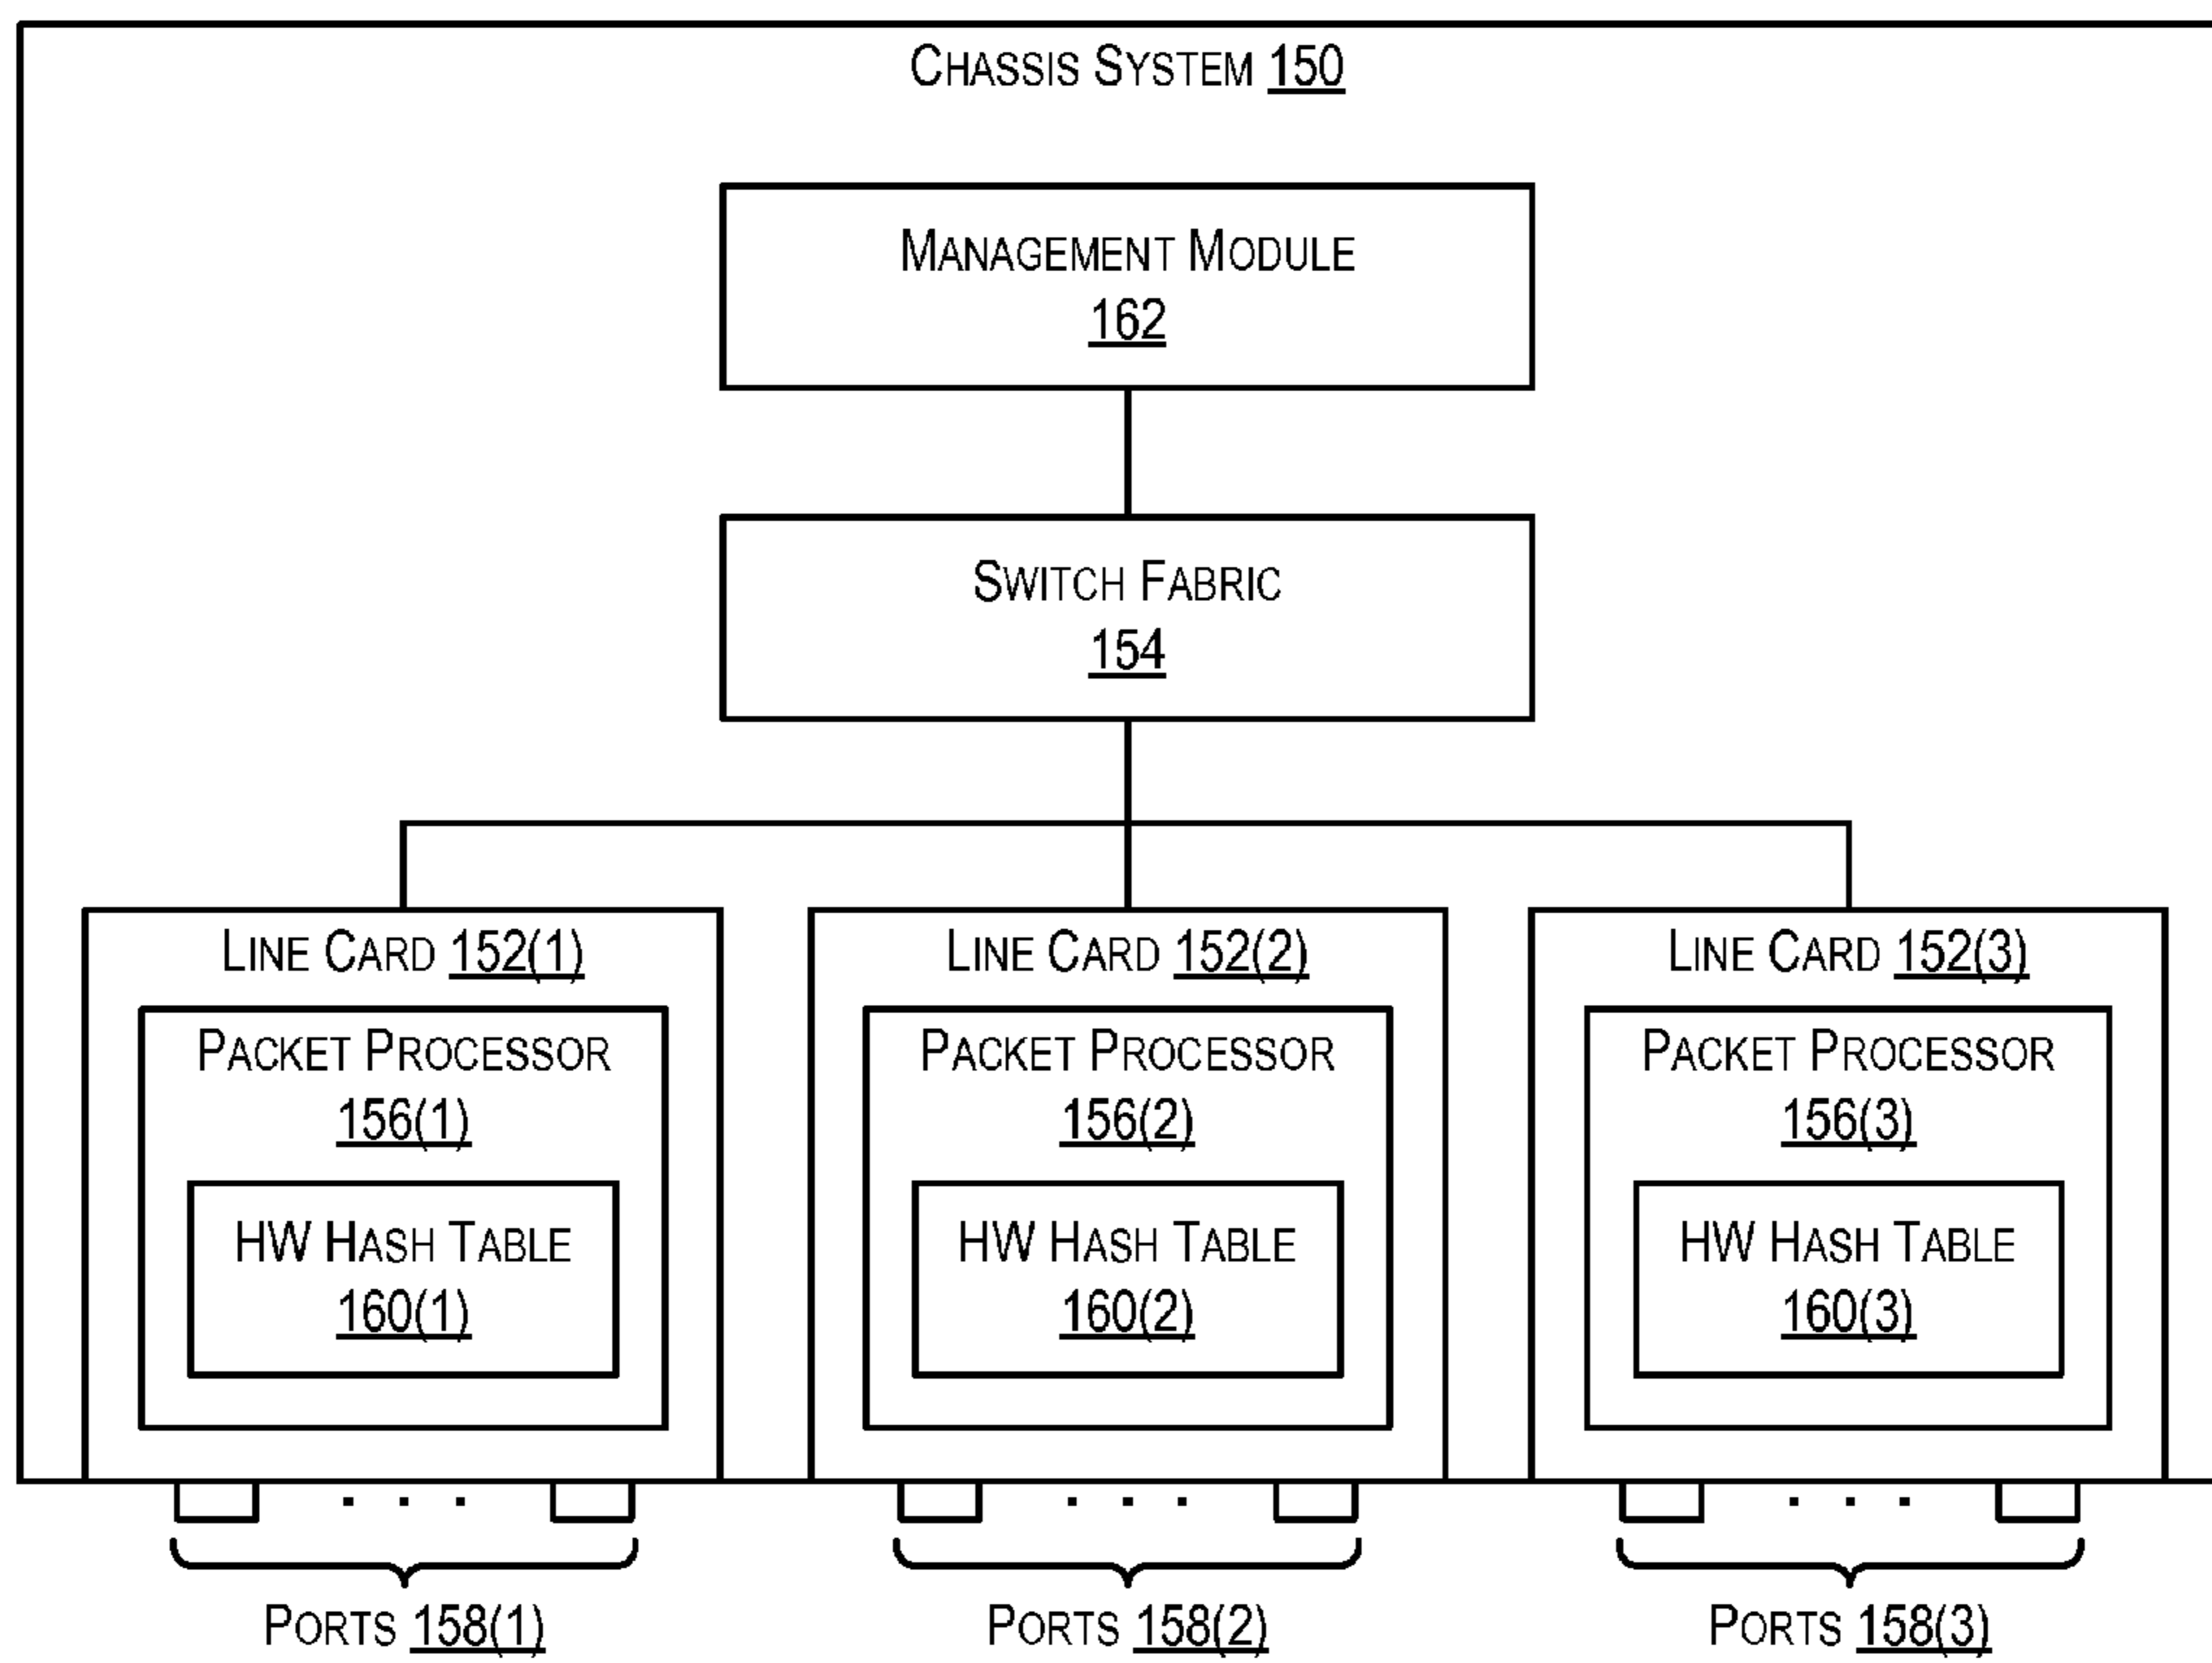 CHASSIS SYSTEM 150
MANAGEMENT MODULE
162
SWITCH FABRIC
154
LINE CARD 152(1)
PACKET PROCESSOR
156(1)
HW HASH TABLE
160(1)
PORTS 158(1)
LINE CARD 152(2)
PACKET PROCESSOR
156(2)
HW HASH TABLE
160(2)
PORTS 158(2)
LINE CARD 152(3)
PACKET PROCESSOR
156(3)
HW HASH TABLE
160(3)
PORTS 158(3)